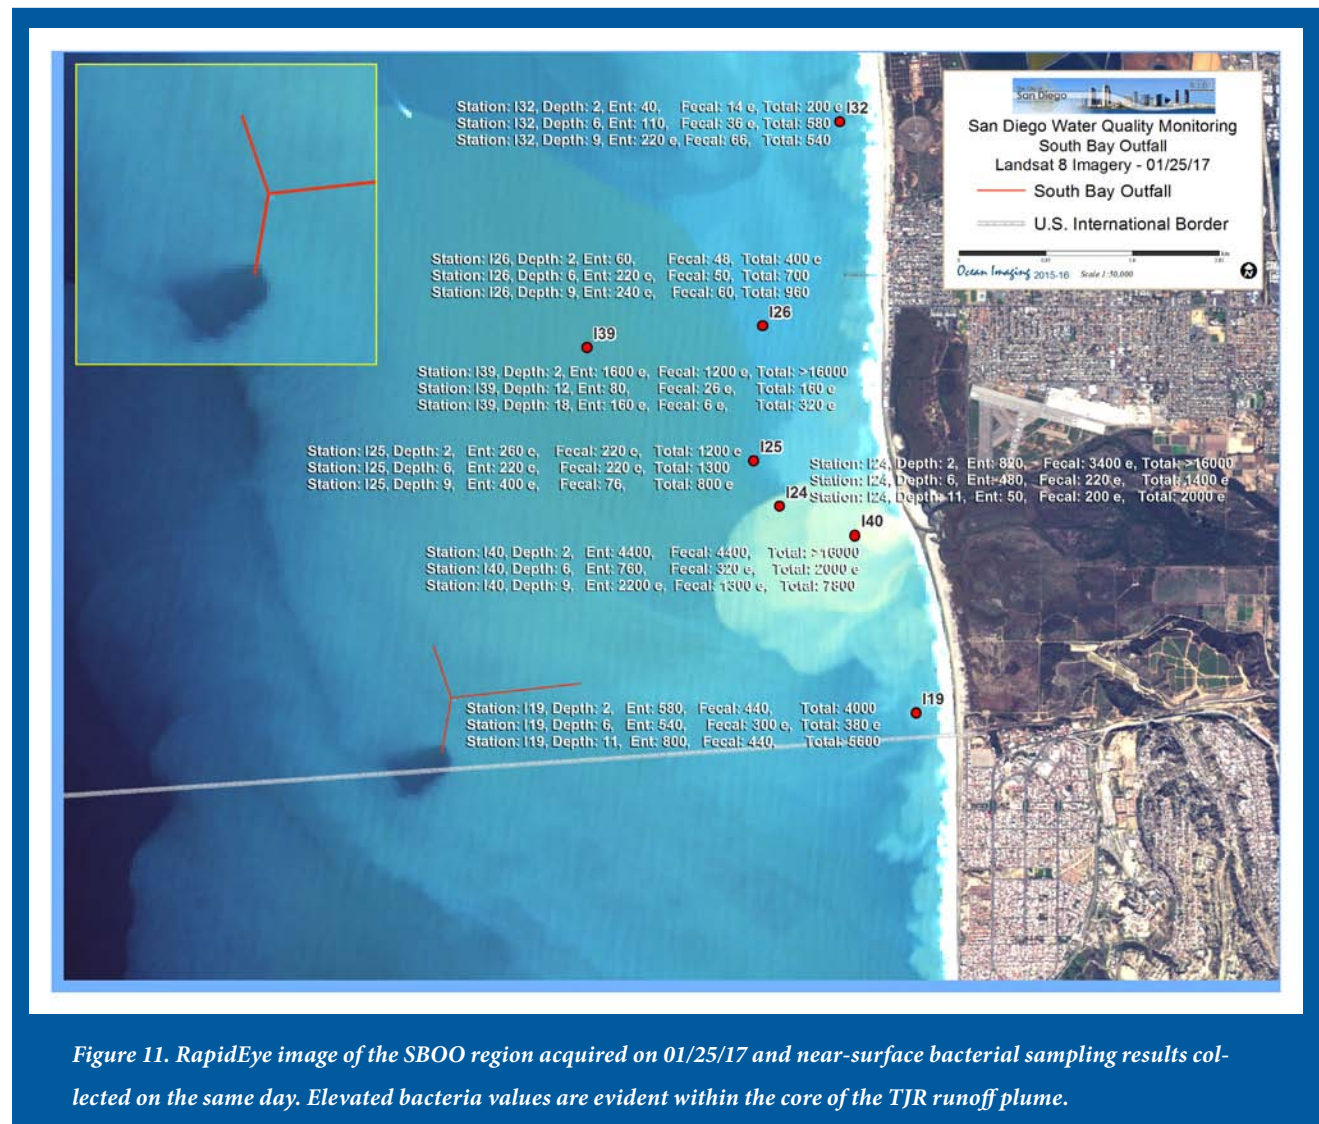 San Diego
San Diego Water Quality Monitoring
South Bay Outfall
Landsat 8 Imagery - 01/25/17
South Bay Outfall
U.S. International Border
Ocean Imaging 2015-16 Scale 1:50,000
N
Station: I32, Depth: 2, Ent: 40, Fecal: 14 e, Total: 200 e
Station: I32, Depth: 6, Ent: 110, Fecal: 36 e, Total: 580
Station: I32, Depth: 9, Ent: 220 e, Fecal: 66, Total: 540
I32
Station: I26, Depth: 2, Ent: 60, Fecal: 48, Total: 400 e
Station: I26, Depth: 6, Ent: 220 e, Fecal: 50, Total: 700
Station: I26, Depth: 9, Ent: 240 e, Fecal: 60, Total: 960
I26
I39
Station: I39, Depth: 2, Ent: 1600 e, Fecal: 1200 e, Total: >16000
Station: I39, Depth: 12, Ent: 80, Fecal: 26 e, Total: 160 e
Station: I39, Depth: 18, Ent: 160 e, Fecal: 6 e, Total: 320 e
Station: I25, Depth: 2, Ent: 260 e, Fecal: 220 e, Total: 1200 e
Station: I25, Depth: 6, Ent: 220 e, Fecal: 220 e, Total: 1300
Station: I25, Depth: 9, Ent: 400 e, Fecal: 76, Total: 800 e
I25
Station: I24, Depth: 2, Ent: 820, Fecal: 3400 e, Total: >16000
Station: I24, Depth: 6, Ent: 480, Fecal: 220 e, Total: 1400 e
Station: I24, Depth: 11, Ent: 50, Fecal: 200 e, Total: 2000 e
I24
I40
Station: I40, Depth: 2, Ent: 4400, Fecal: 4400, Total: >16000
Station: I40, Depth: 6, Ent: 760, Fecal: 320 e, Total: 2000 e
Station: I40, Depth: 9, Ent: 2200 e, Fecal: 1300 e, Total: 7800
I19
Station: I19, Depth: 2, Ent: 580, Fecal: 440, Total: 4000
Station: I19, Depth: 6, Ent: 540, Fecal: 300 e, Total: 380 e
Station: I19, Depth: 11, Ent: 800, Fecal: 440, Total: 5600
Figure 11. RapidEye image of the SBOO region acquired on 01/25/17 and near-surface bacterial sampling results col-
lected on the same day. Elevated bacteria values are evident within the core of the TJR runoff plume.